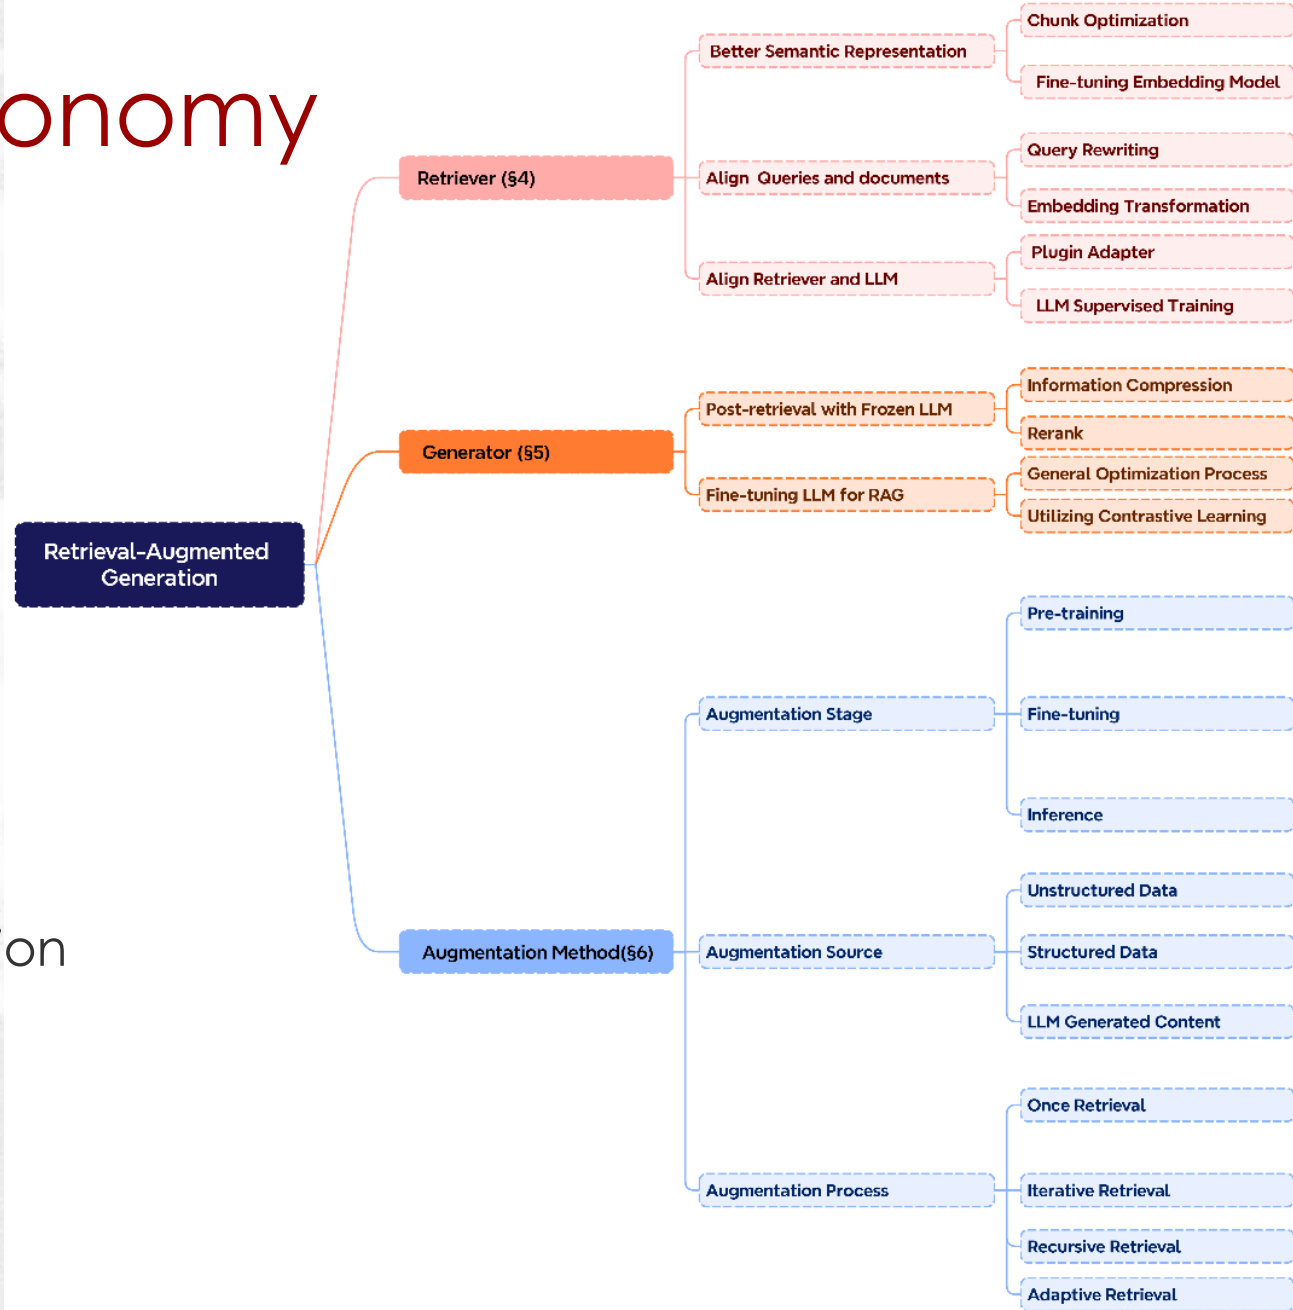 onomy
Retrieval-Augmented
Generation
Retriever (§4)
Better Semantic Representation
Chunk Optimization
Fine-tuning Embedding Model
Align Queries and documents
Query Rewriting
Embedding Transformation
Align Retriever and LLM
Plugin Adapter
LLM Supervised Training
Generator (§5)
Post-retrieval with Frozen LLM
Information Compression
Rerank
Fine-tuning LLM for RAG
General Optimization Process
Utilizing Contrastive Learning
Augmentation Method(§6)
Augmentation Stage
Pre-training
Fine-tuning
Inference
Augmentation Source
Unstructured Data
Structured Data
LLM Generated Content
Augmentation Process
Once Retrieval
Iterative Retrieval
Recursive Retrieval
Adaptive Retrieval
ion